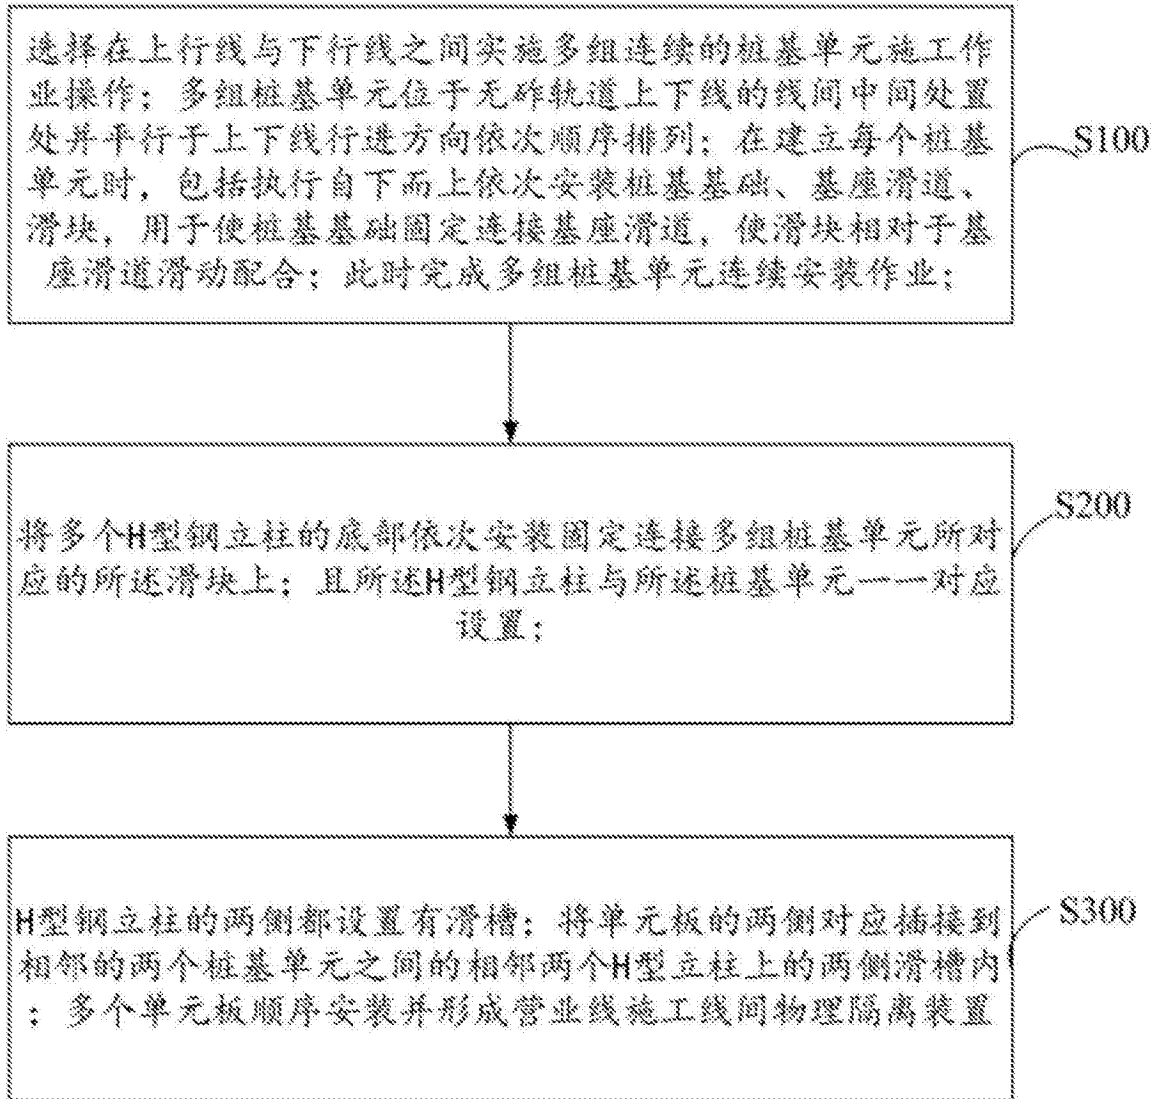 选择在上行线与下行线之间实施多组连续的桩基单元施工作
业操作；多组桩基单元位于无砟轨道上下线的线间中间处置
处并平行于上下线行进方向依次顺序排列；在建立每个桩基
单元时，包括执行自下而上依次安装桩基基础、基座滑道，
滑块，用于使桩基基础固定连接基座滑道，使滑块相对于基
座滑道滑动配合；此时完成多组桩基单元连续安装作业；
S100
将多个H型钢立柱的底部依次安装固定连接多组桩基单元所对
应的所述滑块上；且所述H型钢立柱与所述桩基单元一一对应
设置；
S200
H型钢立柱的两侧都设置有滑槽；将单元板的两侧对应插接到
相邻的两个桩基单元之间的相邻两个H型立柱上的两侧滑槽内
；多个单元板顺序安装并形成营业线施工线间物理隔离装置
S300